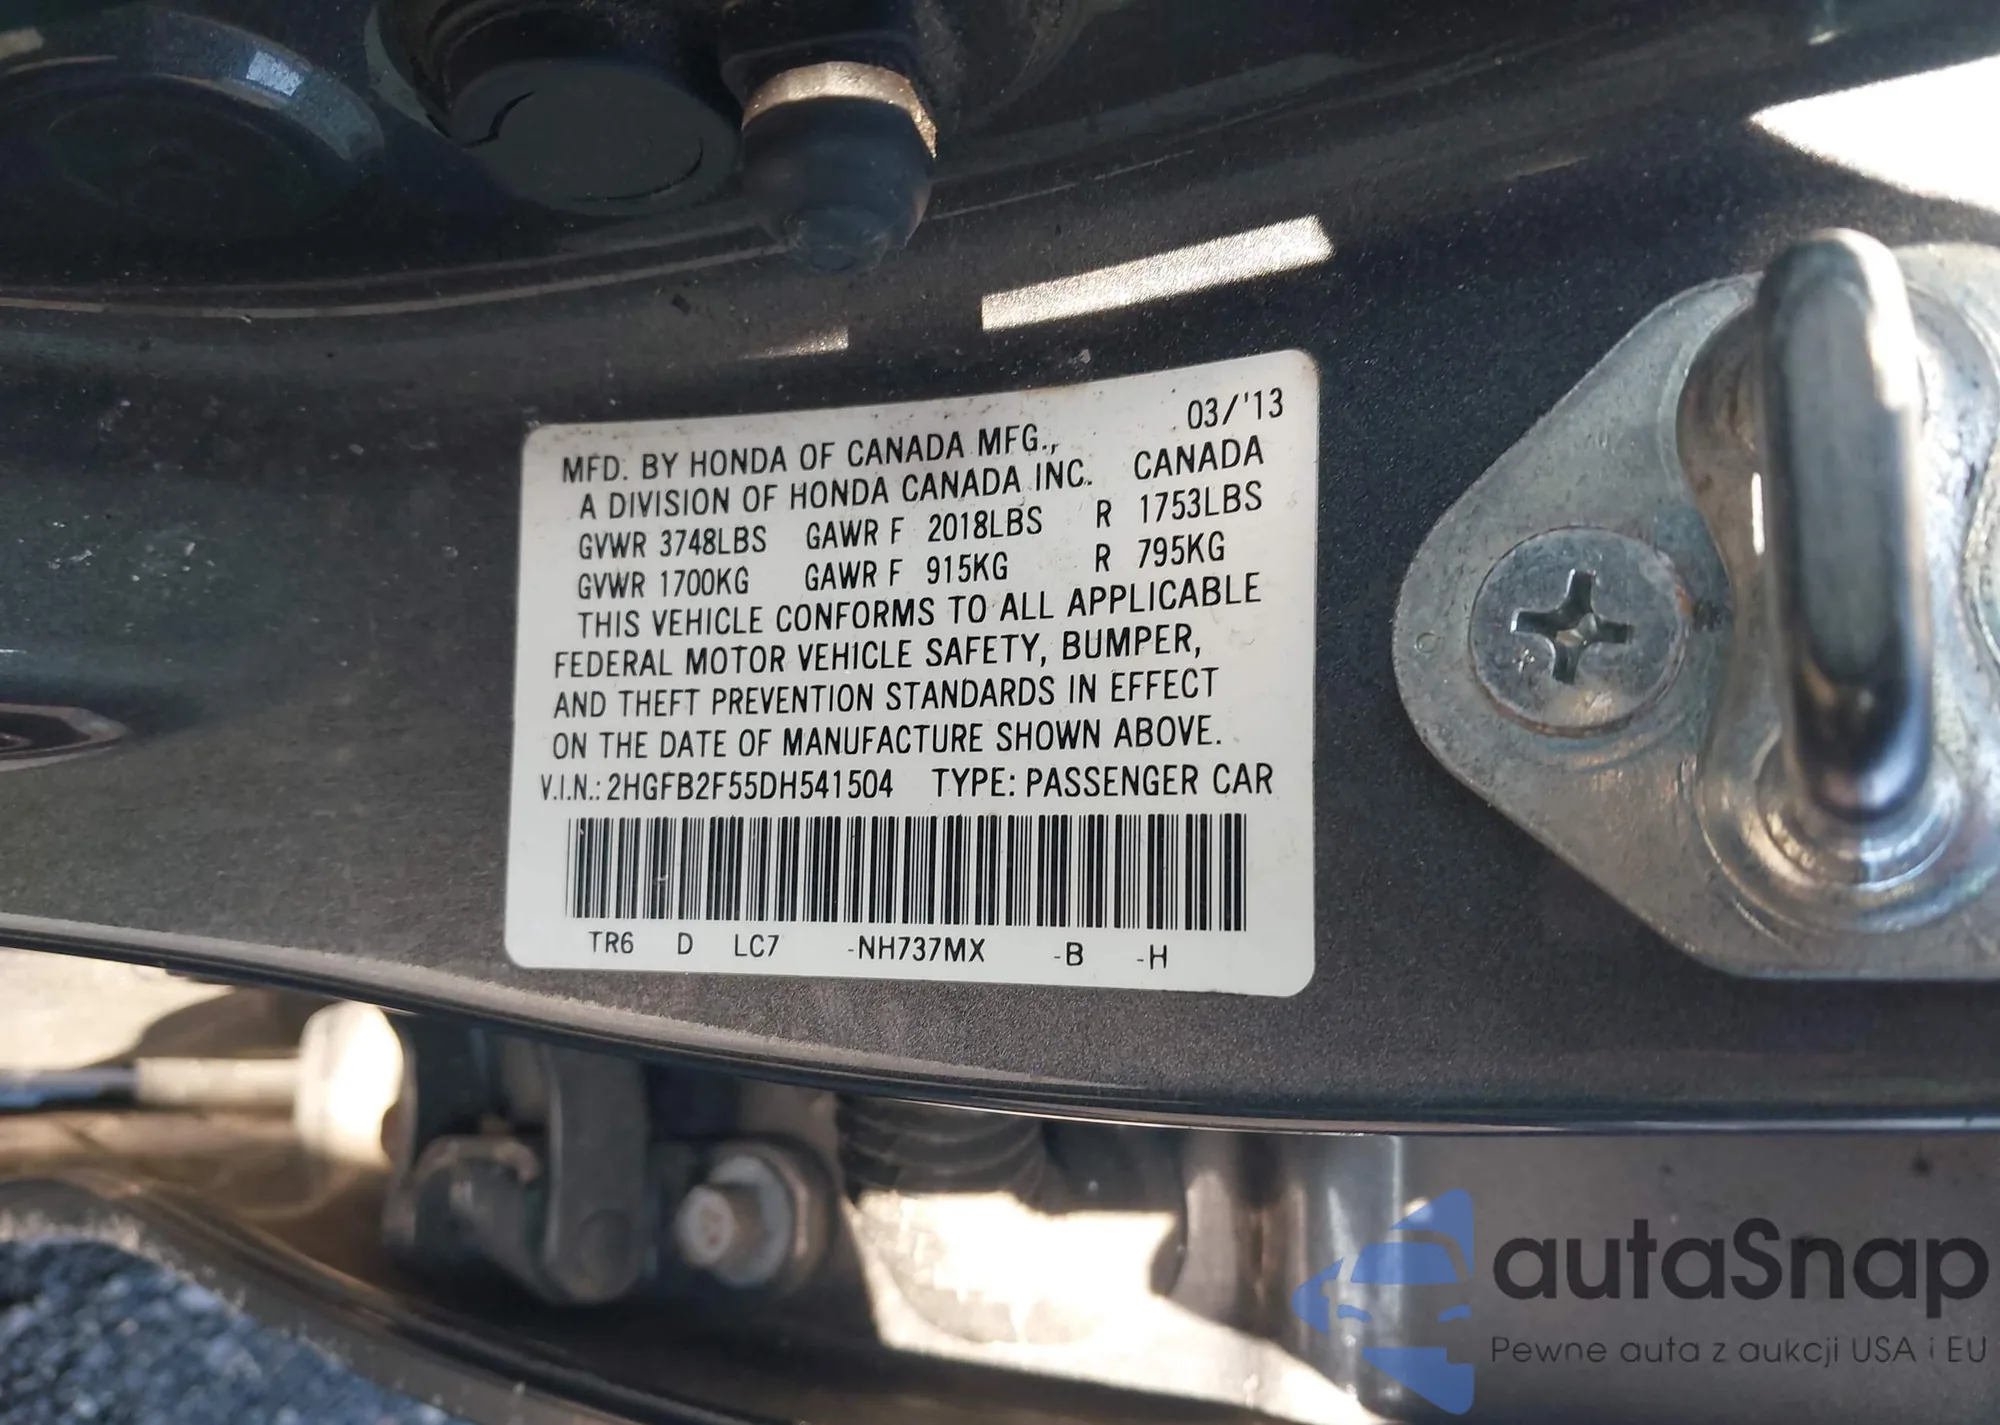 03/'13
MFD. BY HONDA OF CANADA MFG.,
A DIVISION OF HONDA CANADA INC. CANADA
GVWR 3748LBS GAWR F 2018LBS R 1753LBS
GVWR 1700KG GAWR F 915KG R 795KG
THIS VEHICLE CONFORMS TO ALL APPLICABLE
FEDERAL MOTOR VEHICLE SAFETY, BUMPER,
AND THEFT PREVENTION STANDARDS IN EFFECT
ON THE DATE OF MANUFACTURE SHOWN ABOVE.
V.I.N.: 2HGFB2F55DH541504 TYPE: PASSENGER CAR
TR6 D LC7 -NH737MX -B -H
autaSnap
Pewne auta z aukcji USA i EU